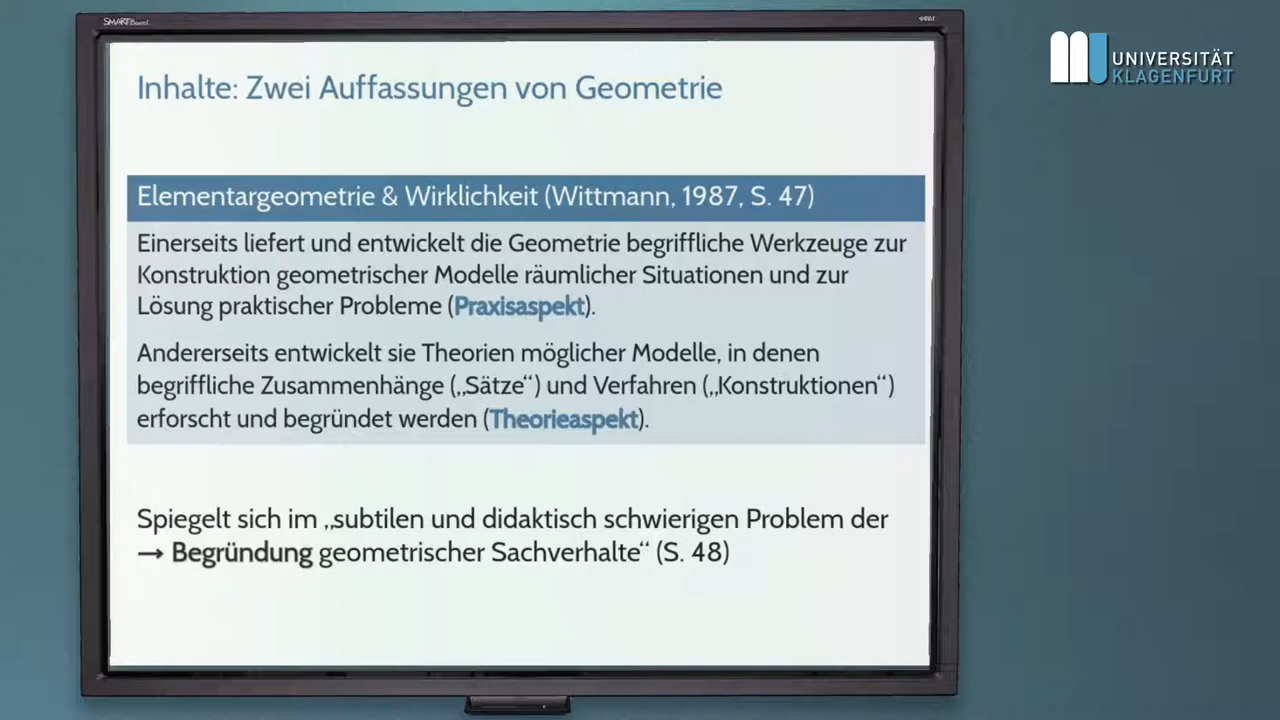 SMART Board
UNIVERSITÄT
KLAGENFURT
Inhalte: Zwei Auffassungen von Geometrie
Elementargeometrie & Wirklichkeit (Wittmann, 1987, S. 47)
Einerseits liefert und entwickelt die Geometrie begriffliche Werkzeuge zur
Konstruktion geometrischer Modelle räumlicher Situationen und zur
Lösung praktischer Probleme (Praxisaspekt).
Andererseits entwickelt sie Theorien möglicher Modelle, in denen
begriffliche Zusammenhänge („Sätze“) und Verfahren („Konstruktionen“)
erforscht und begründet werden (Theorieaspekt).
Spiegelt sich im „subtilen und didaktisch schwierigen Problem der
→ Begründung geometrischer Sachverhalte“ (S. 48)